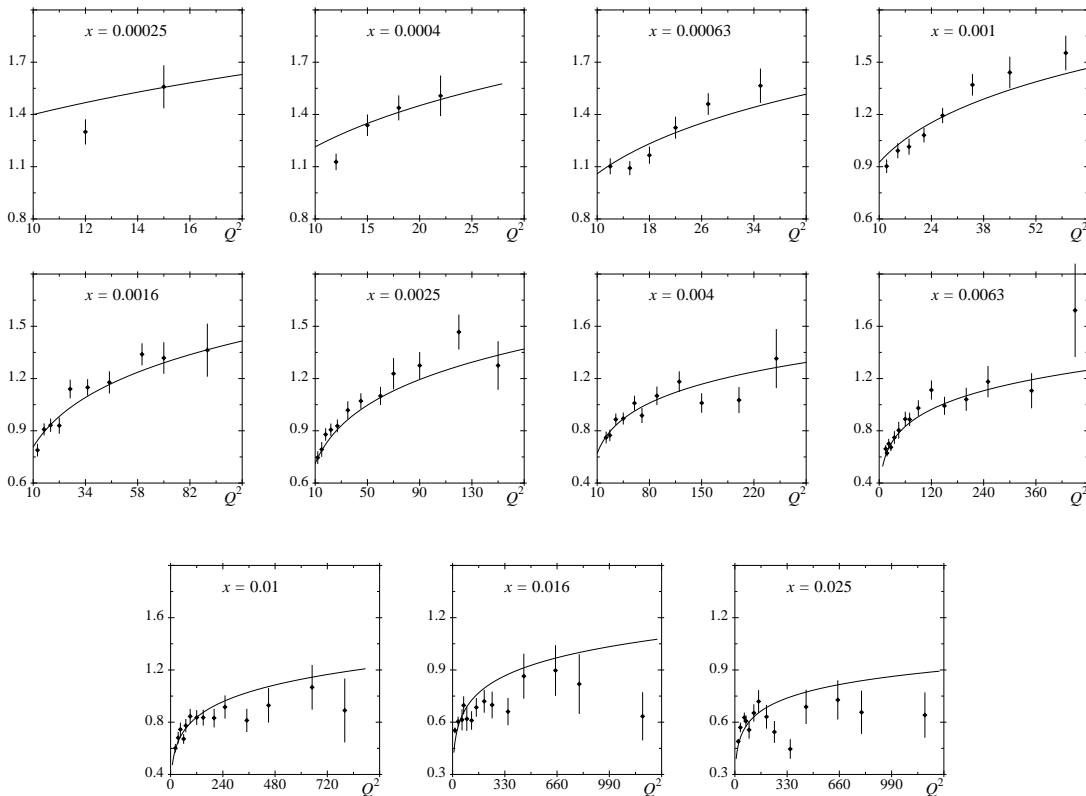 x = 0.00025
x = 0.0004
x = 0.00063
x = 0.001
1.7
1.4
1.1
0.8
1.7
1.4
1.1
0.8
1.7
1.4
1.1
0.8
1.5
1.2
0.9
0.6
10 12 14 16 Q²
10 15 20 25 Q²
10 18 26 34 Q²
10 24 36 48 Q²
x = 0.0016
x = 0.0025
x = 0.004
x = 0.0063
1.5
1.2
0.9
0.6
1.5
1.2
0.9
0.6
1.6
1.2
0.8
0.4
1.6
1.2
0.8
0.4
10 34 58 82 Q²
10 50 90 130 Q²
10 80 150 220 Q²
0 120 240 360 Q²
x = 0.01
x = 0.016
x = 0.025
1.6
1.2
0.8
0.4
1.2
0.9
0.6
0.3
1.2
0.9
0.6
0.3
0 240 480 720 Q²
0 330 660 990 Q²
0 330 660 990 Q²